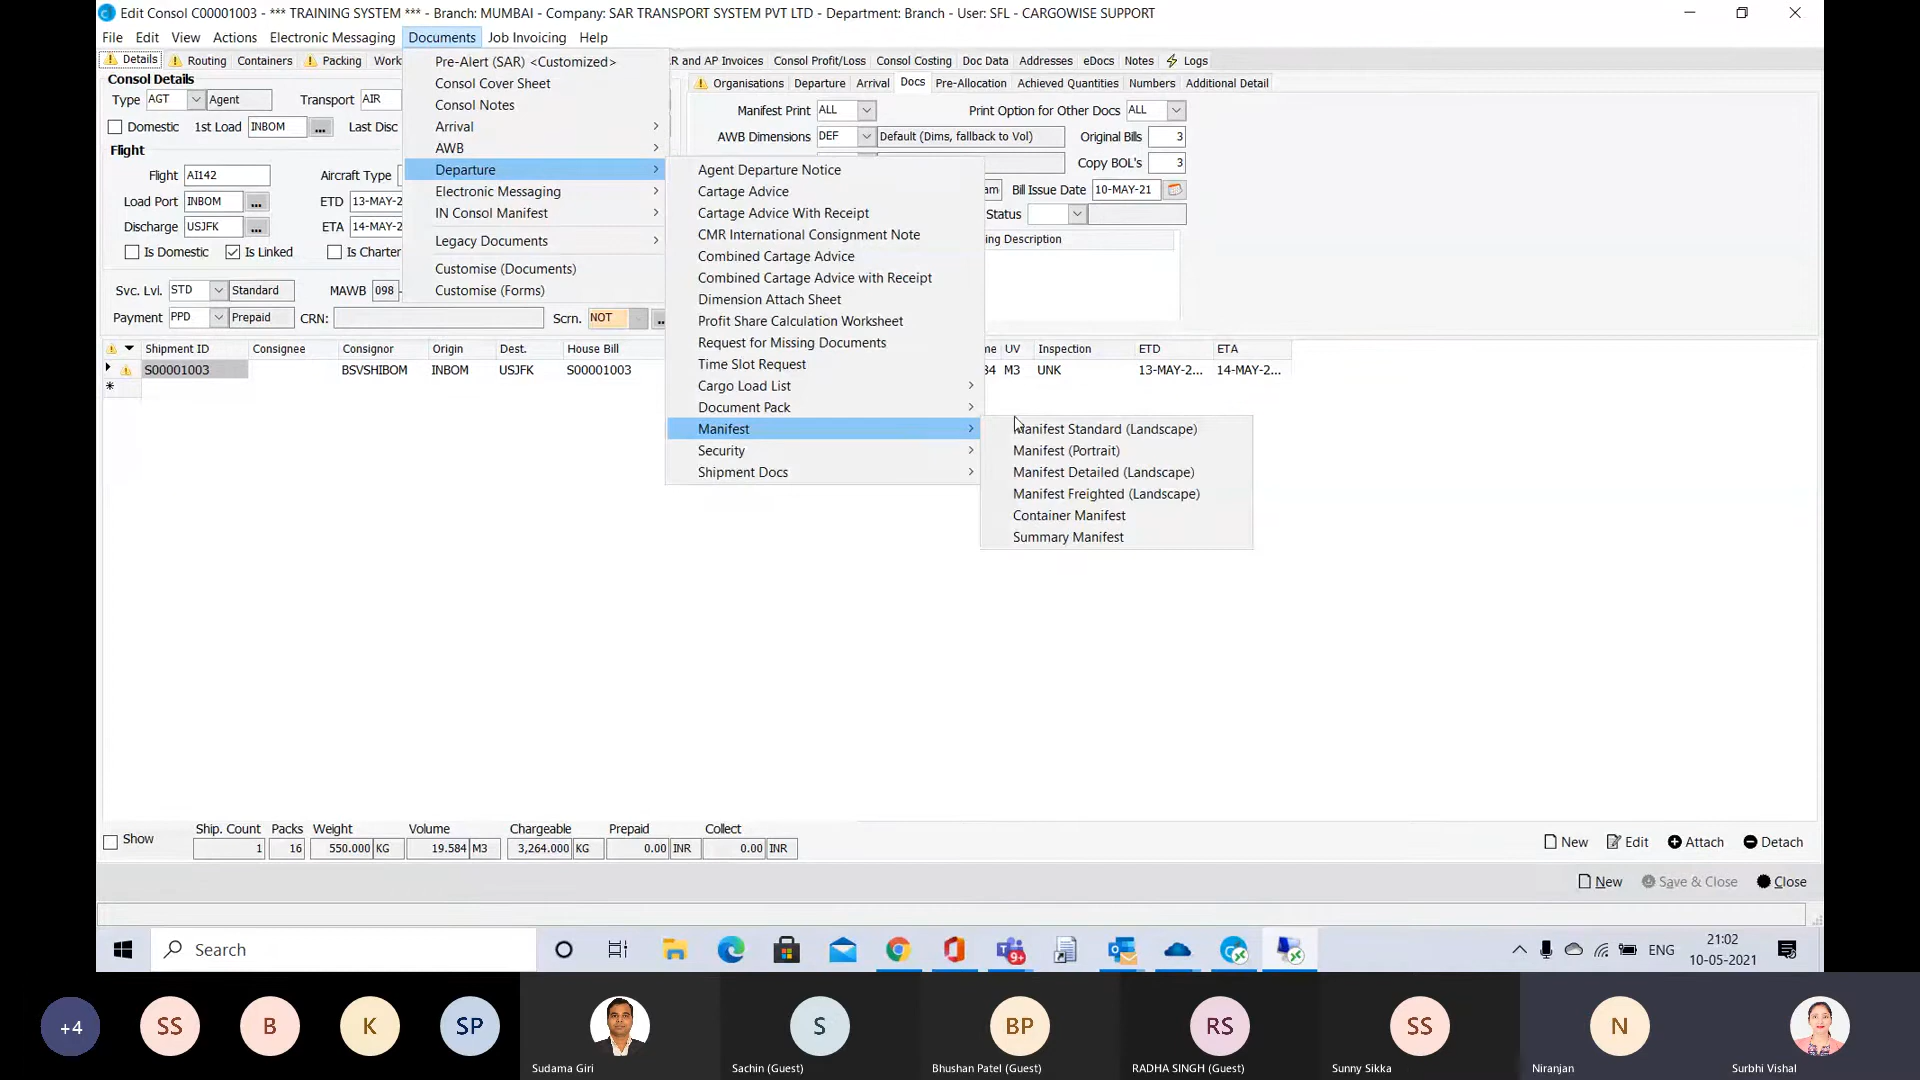 Edit Consol C00001003 - *** TRAINING SYSTEM *** - Branch: MUMBAI - Company: SAR TRANSPORT SYSTEM PVT LTD - Department: Branch - User: SFL - CARGOWISE SUPPORT
File Edit View Actions Electronic Messaging Documents Job Invoicing Help
Details Routing Containers Packing Work R and AP Invoices Consol Profit/Loss Consol Costing Doc Data Addresses eDocs Notes Logs
Consol Details
Type AGT Agent Transport AIR
Domestic 1st Load INBOM ... Last Disc
Flight
Flight AI142 Aircraft Type
Load Port INBOM ... ETD 13-MAY-2
Discharge USJFK ... ETA 14-MAY-2
Is Domestic Is Linked Is Charter
Svc. Lvl. STD Standard MAWB 098 -
Payment PPD Prepaid CRN: Scrn. NOT ...
Pre-Alert (SAR) <Customized>
Consol Cover Sheet
Consol Notes
Arrival
AWB
Departure
Electronic Messaging
IN Consol Manifest
Legacy Documents
Customise (Documents)
Customise (Forms)
Agent Departure Notice
Cartage Advice
Cartage Advice With Receipt
CMR International Consignment Note
Combined Cartage Advice
Combined Cartage Advice with Receipt
Dimension Attach Sheet
Profit Share Calculation Worksheet
Request for Missing Documents
Time Slot Request
Cargo Load List
Document Pack
Manifest
Security
Shipment Docs
Manifest Standard (Landscape)
Manifest (Portrait)
Manifest Detailed (Landscape)
Manifest Freighted (Landscape)
Container Manifest
Summary Manifest
Organisations Departure Arrival Docs Pre-Allocation Achieved Quantities Numbers Additional Detail
Manifest Print ALL Print Option for Other Docs ALL
AWB Dimensions DEF Default (Dims, fallback to Vol) Original Bills 3
Copy BOL's 3
am Bill Issue Date 10-MAY-21
Status
ing Description
Shipment ID Consignee Consignor Origin Dest. House Bill me UV Inspection ETD ETA
S00001003 BSVSHIBOM INBOM USJFK S00001003 84 M3 UNK 13-MAY-2... 14-MAY-2...
Show Ship. Count Packs Weight Volume Chargeable Prepaid Collect
1 16 550.000 KG 19.584 M3 3,264.000 KG 0.00 INR 0.00 INR
New Edit Attach Detach
New Save & Close Close
Search
9+
ENG
21:02
10-05-2021
+4 SS B K SP S BP RS SS N
Sudama Giri Sachin (Guest) Bhushan Patel (Guest) RADHA SINGH (Guest) Sunny Sikka Niranjan Surbhi Vishal